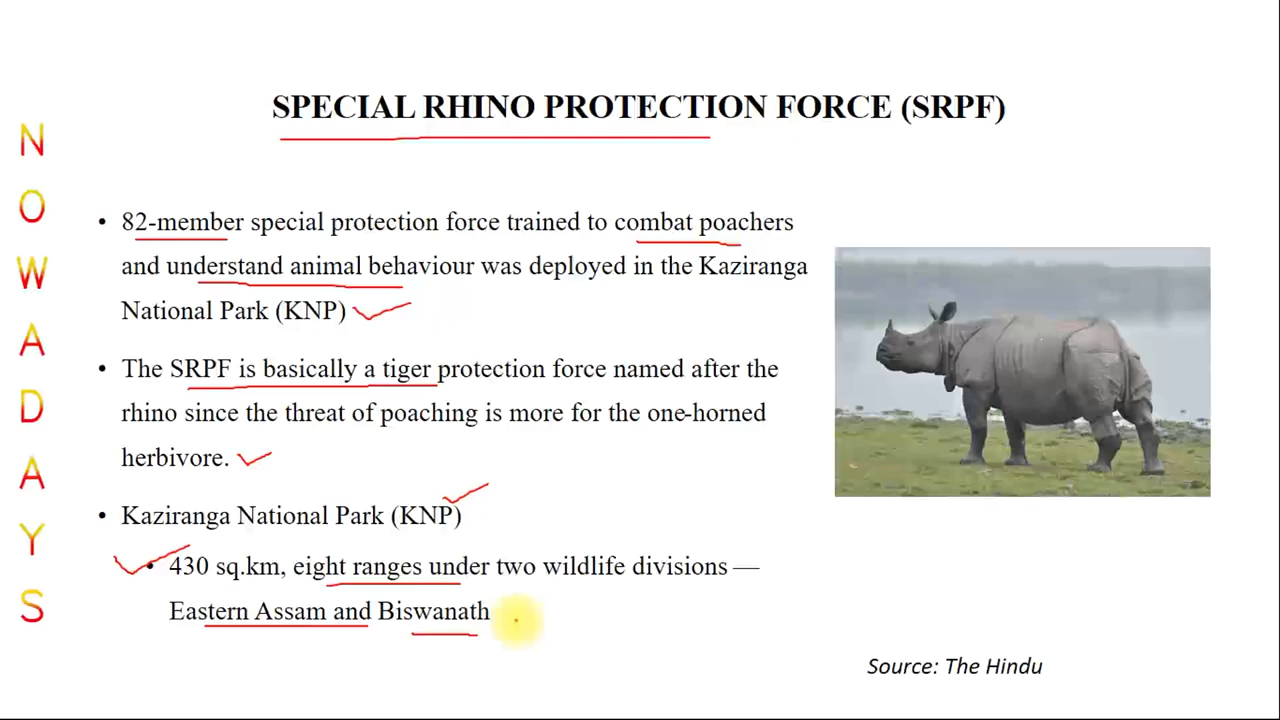 SPECIAL RHINO PROTECTION FORCE (SRPF)
NOWADAYS
• 82-member special protection force trained to combat poachers
and understand animal behaviour was deployed in the Kaziranga
National Park (KNP)
• The SRPF is basically a tiger protection force named after the
rhino since the threat of poaching is more for the one-horned
herbivore.
• Kaziranga National Park (KNP)
• 430 sq.km, eight ranges under two wildlife divisions —
Eastern Assam and Biswanath
Source: The Hindu